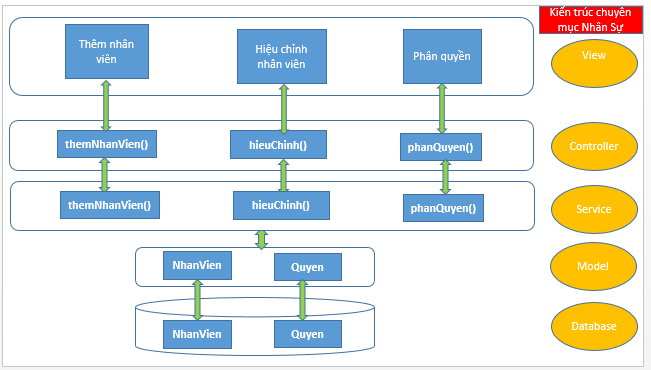 Kiến trúc chuyên
mục Nhân Sự
Thêm nhân
viên
Hiệu chỉnh
nhân viên
Phân quyền
View
themNhanVien()
hieuChinh()
phanQuyen()
Controller
themNhanVien()
hieuChinh()
phanQuyen()
Service
NhanVien
Quyen
Model
NhanVien
Quyen
Database